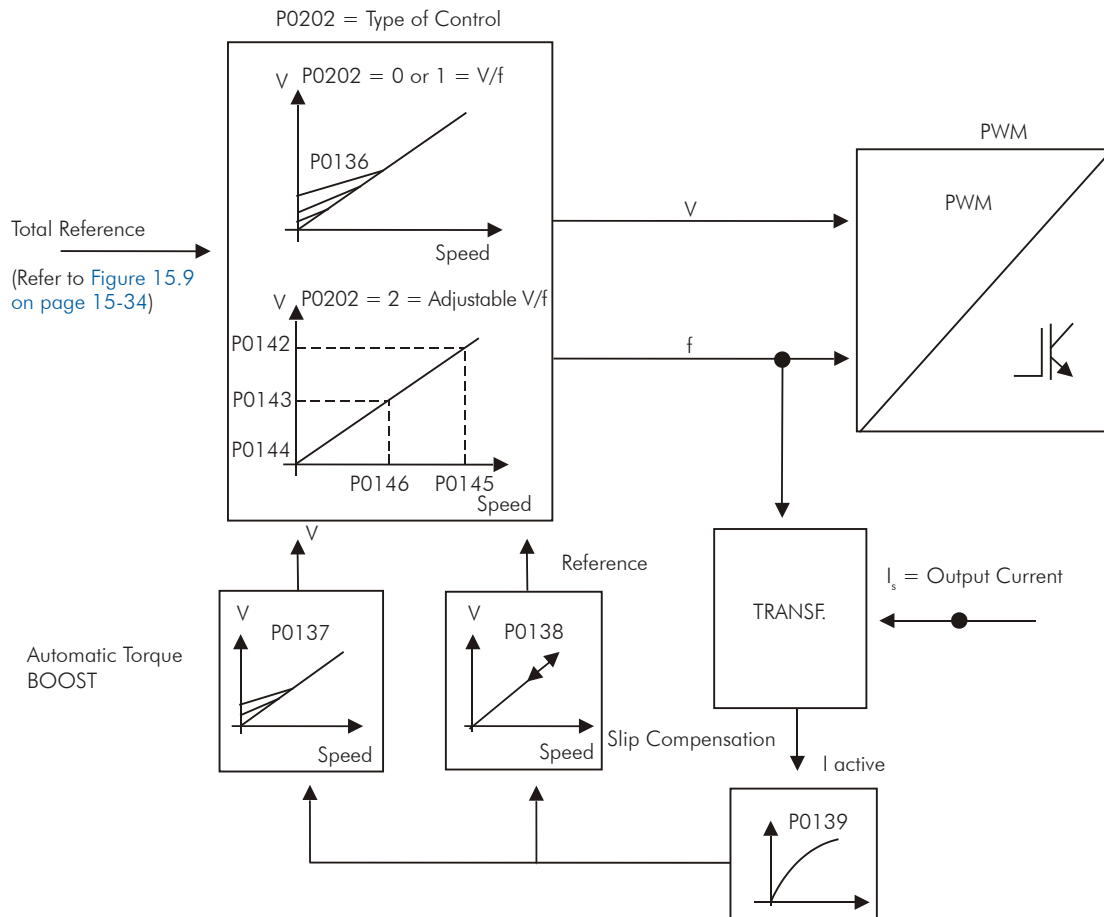 P0202 = Type of Control
V
P0202 = 0 or 1 = V/f
P0136
Speed
Total Reference
(Refer to Figure 15.9
on page 15-34)
V
P0202 = 2 = Adjustable V/f
P0142
P0143
P0144
P0146
P0145
Speed
V
f
PWM
PWM
V
Reference
V
P0137
Speed
Automatic Torque
BOOST
V
P0138
Speed
Slip Compensation
TRANSF.
Is = Output Current
I active
P0139